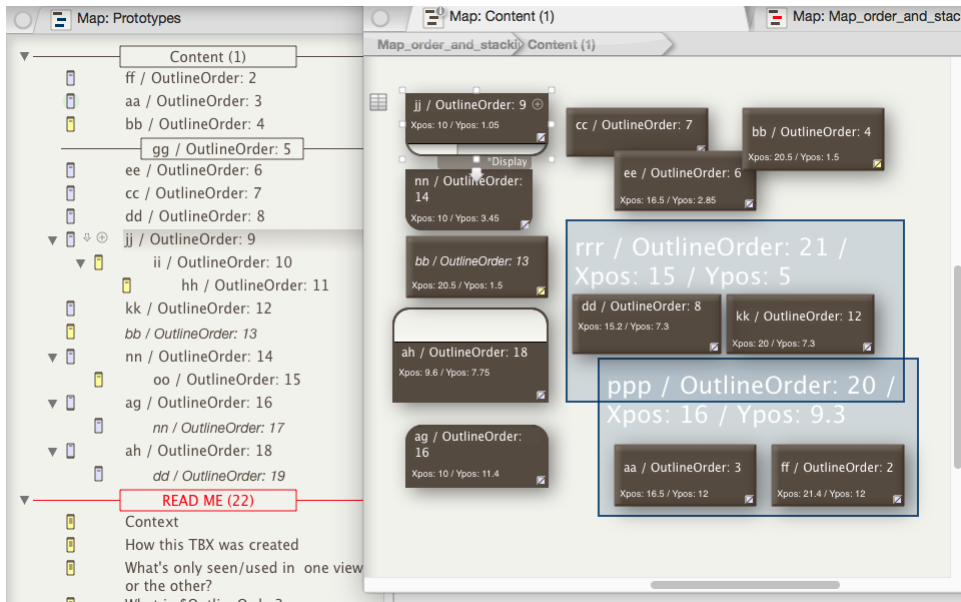 Map: Prototypes
Content (1)
ff / OutlineOrder: 2
aa / OutlineOrder: 3
bb / OutlineOrder: 4
gg / OutlineOrder: 5
ee / OutlineOrder: 6
cc / OutlineOrder: 7
dd / OutlineOrder: 8
jj / OutlineOrder: 9
ii / OutlineOrder: 10
hh / OutlineOrder: 11
kk / OutlineOrder: 12
bb / OutlineOrder: 13
nn / OutlineOrder: 14
oo / OutlineOrder: 15
ag / OutlineOrder: 16
nn / OutlineOrder: 17
ah / OutlineOrder: 18
dd / OutlineOrder: 19
READ ME (22)
Context
How this TBX was created
What's only seen/used in one view
or the other?
Map: Content (1)
Map: Map_order_and_stac
Map_order_and_stacki
Content (1)
jj / OutlineOrder: 9
Xpos: 10 / Ypos: 1.05
*Display
nn / OutlineOrder:
14
Xpos: 10 / Ypos: 3.45
bb / OutlineOrder: 13
Xpos: 20.5 / Ypos: 1.5
ah / OutlineOrder: 18
Xpos: 9.6 / Ypos: 7.75
ag / OutlineOrder:
16
Xpos: 10 / Ypos: 11.4
cc / OutlineOrder: 7
ee / OutlineOrder: 6
Xpos: 16.5 / Ypos: 2.85
bb / OutlineOrder: 4
Xpos: 20.5 / Ypos: 1.5
rrr / OutlineOrder: 21 /
Xpos: 15 / Ypos: 5
dd / OutlineOrder: 8
Xpos: 15.2 / Ypos: 7.3
kk / OutlineOrder: 12
Xpos: 20 / Ypos: 7.3
ppp / OutlineOrder: 20 /
Xpos: 16 / Ypos: 9.3
aa / OutlineOrder: 3
Xpos: 16.5 / Ypos: 12
ff / OutlineOrder: 2
Xpos: 21.4 / Ypos: 12